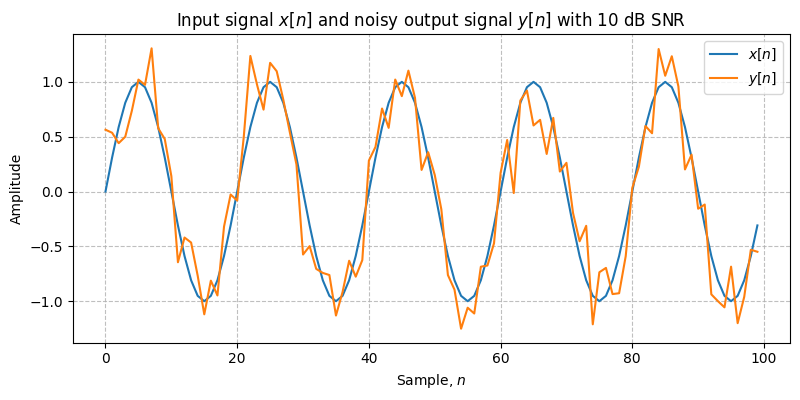 Input signal x[n] and noisy output signal y[n] with 10 dB SNR
x[n]
y[n]
1.0
0.5
0.0
−0.5
−1.0
Amplitude
0 20 40 60 80 100
Sample, n